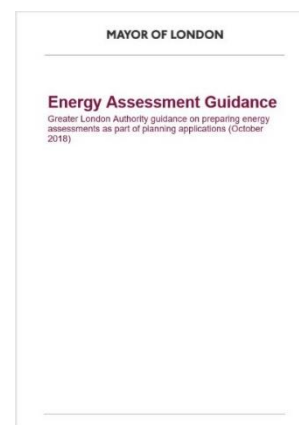 MAYOR OF LONDON
Energy Assessment Guidance
Greater London Authority guidance on preparing energy
assessments as part of planning applications (October
2018)